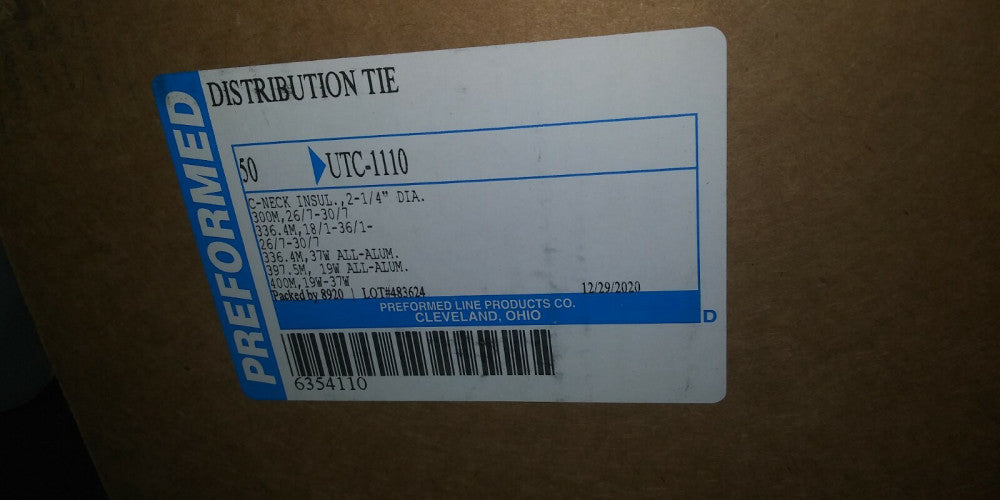 PREFORMED
DISTRIBUTION TIE
50 UTC-1110
C-NECK INSUL.,2-1/4" DIA.
300M,26/7-30/7
336.4M,18/1-36/1-
26/7-30/7
336.4M,37W ALL-ALUM.
397.5M, 19W ALL-ALUM.
400M,19W-37W
Packed by 8920 | LOT#483624 12/29/2020
PREFORMED LINE PRODUCTS CO.
CLEVELAND, OHIO
D
6354110